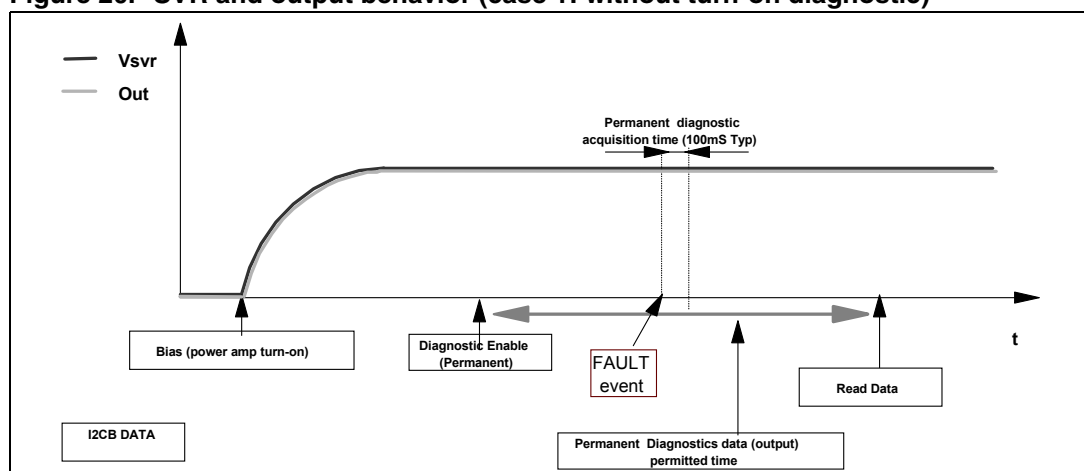 Vsvr
Out
Permanent diagnostic
acquisition time (100mS Typ)
t
Bias (power amp turn-on)
Diagnostic Enable
(Permanent)
FAULT
event
Read Data
I2CB DATA
Permanent Diagnostics data (output)
permitted time